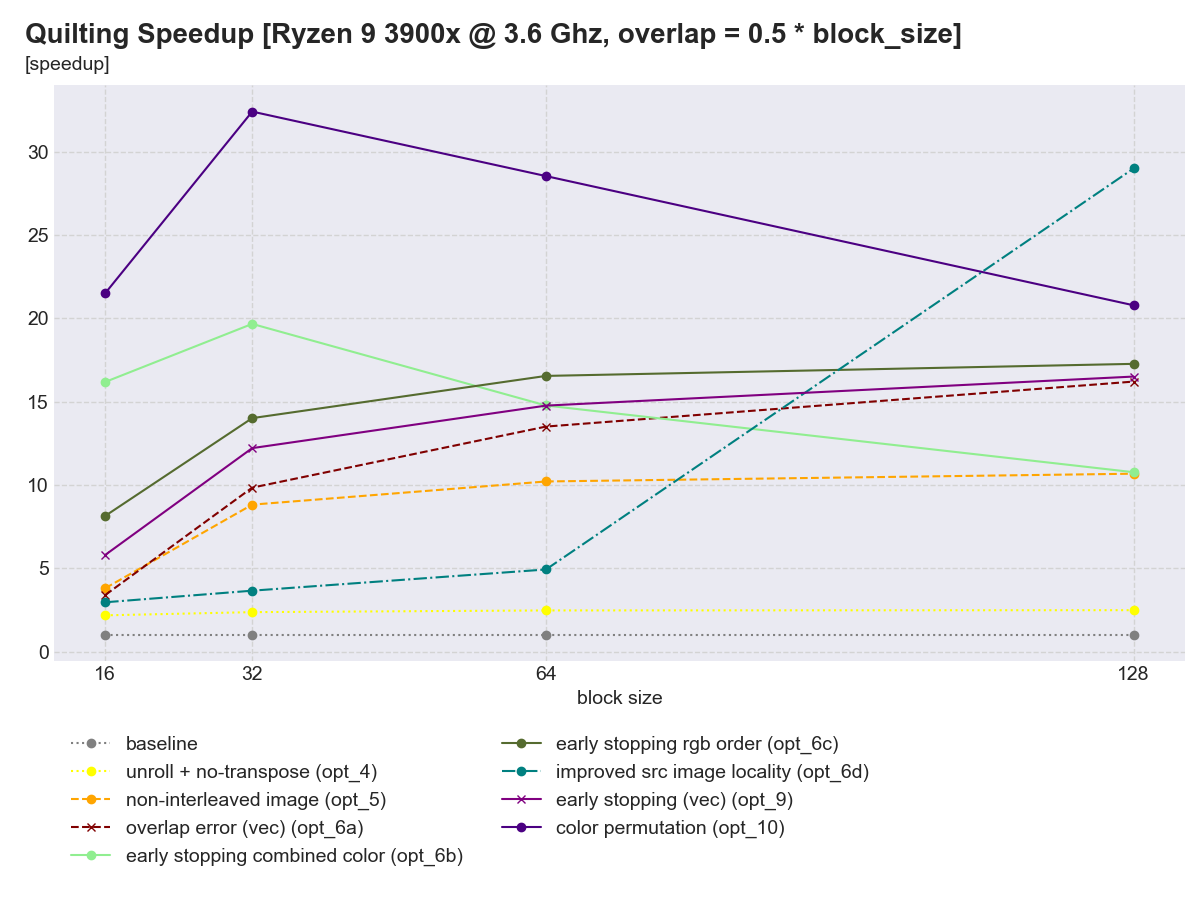 Quilting Speedup [Ryzen 9 3900x @ 3.6 Ghz, overlap = 0.5 * block_size]
[speedup]
30
25
20
15
10
5
0
16 32 64 128
block size
baseline
unroll + no-transpose (opt_4)
non-interleaved image (opt_5)
overlap error (vec) (opt_6a)
early stopping combined color (opt_6b)
early stopping rgb order (opt_6c)
improved src image locality (opt_6d)
early stopping (vec) (opt_9)
color permutation (opt_10)